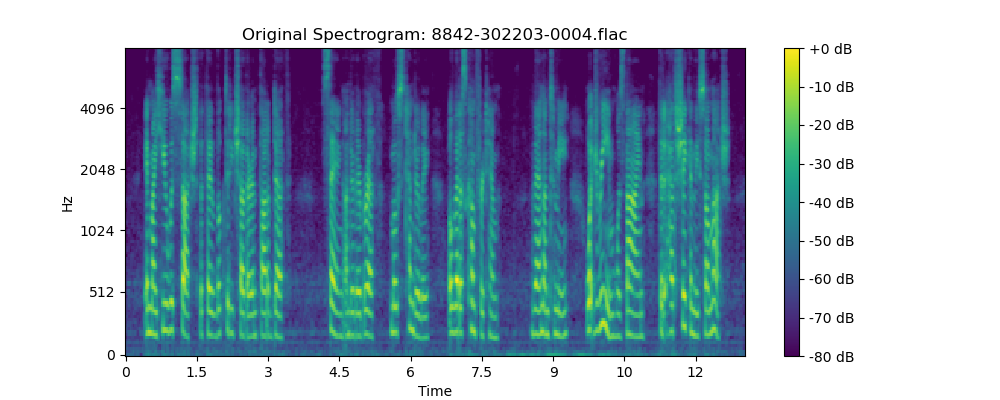 Original Spectrogram: 8842-302203-0004.flac
Hz
4096
2048
1024
512
0
0 1.5 3 4.5 6 7.5 9 10 12
Time
+0 dB
-10 dB
-20 dB
-30 dB
-40 dB
-50 dB
-60 dB
-70 dB
-80 dB